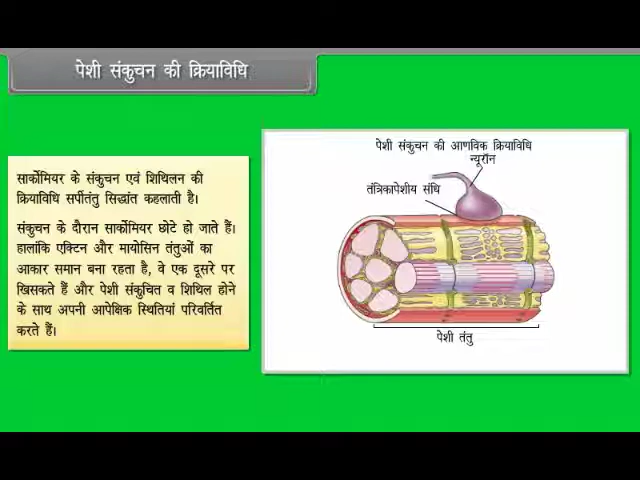 पेशी संकुचन की क्रियाविधि
सार्कोमियर के संकुचन एवं शिथिलन की
क्रियाविधि सर्पीतंतु सिद्धांत कहलाती है।
संकुचन के दौरान सार्कोमियर छोटे हो जाते हैं।
हालांकि एक्टिन और मायोसिन तंतुओं का
आकार समान बना रहता है, वे एक दूसरे पर
खिसकते हैं और पेशी संकुचित व शिथिल होने
के साथ अपनी आपेक्षिक स्थितियां परिवर्तित
करते हैं।
पेशी संकुचन की आणविक क्रियाविधि
न्यूरॉन
तंत्रिकापेशीय संधि
पेशी तंतु